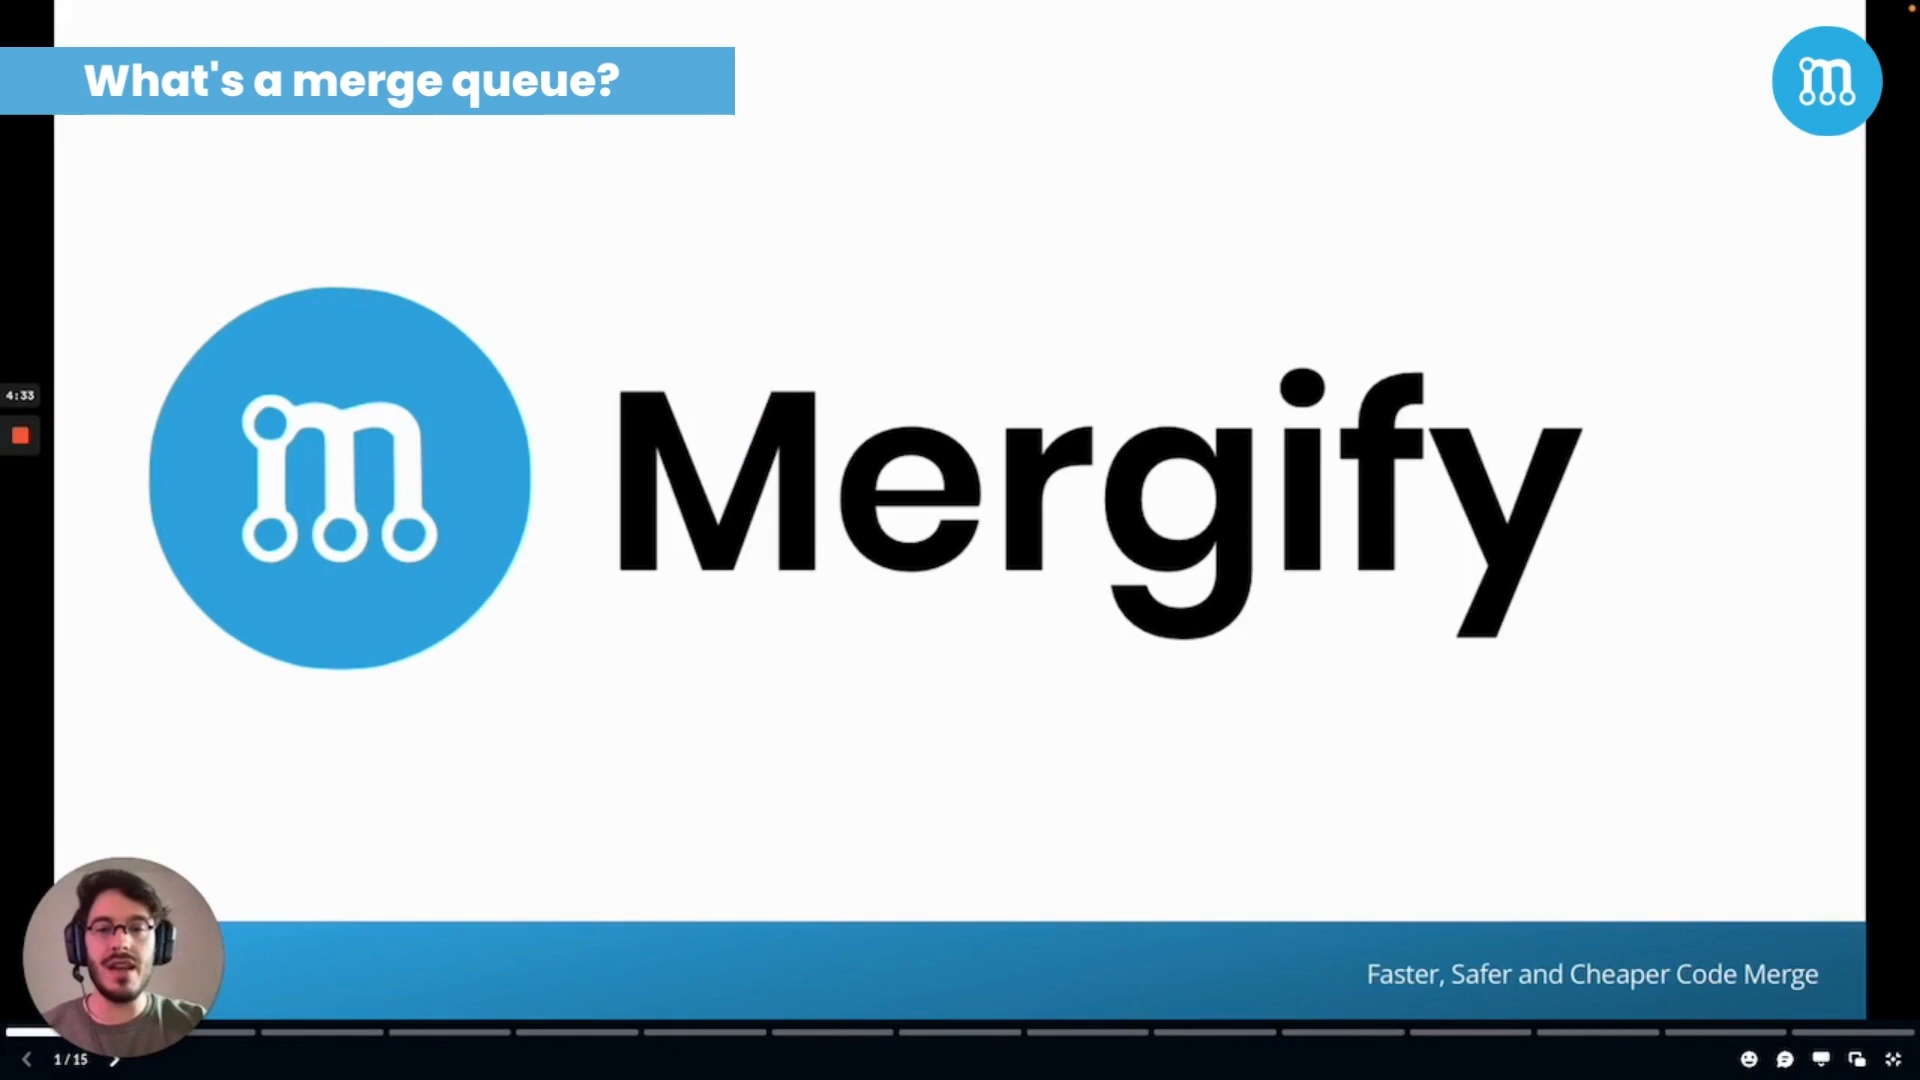 What's a merge queue?
4:33
Mergify
Faster, Safer and Cheaper Code Merge
1/15